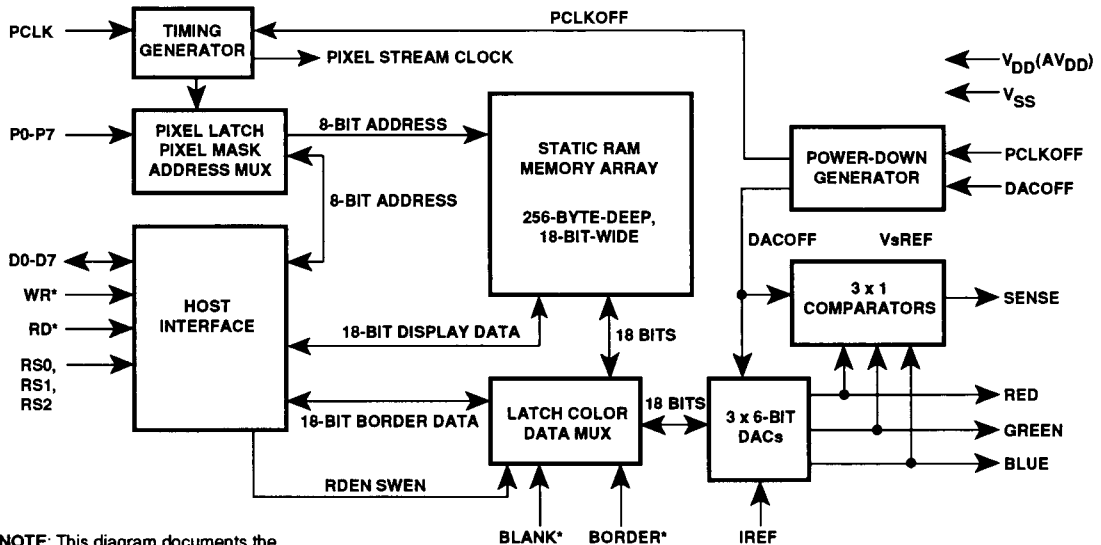 PCLK
TIMING
GENERATOR
PCLKOFF
PIXEL STREAM CLOCK
V_DD(AV_DD)
V_SS
P0-P7
PIXEL LATCH
PIXEL MASK
ADDRESS MUX
8-BIT ADDRESS
8-BIT ADDRESS
STATIC RAM
MEMORY ARRAY
256-BYTE-DEEP,
18-BIT-WIDE
POWER-DOWN
GENERATOR
PCLKOFF
DACOFF
DACOFF
VsREF
D0-D7
WR*
RD*
RS0,
RS1,
RS2
HOST
INTERFACE
18-BIT DISPLAY DATA
18 BITS
3 x 1
COMPARATORS
SENSE
18-BIT BORDER DATA
LATCH COLOR
DATA MUX
18 BITS
3 x 6-BIT
DACs
RED
GREEN
BLUE
RDEN SWEN
BLANK*
BORDER*
IREF
NOTE: This diagram documents the